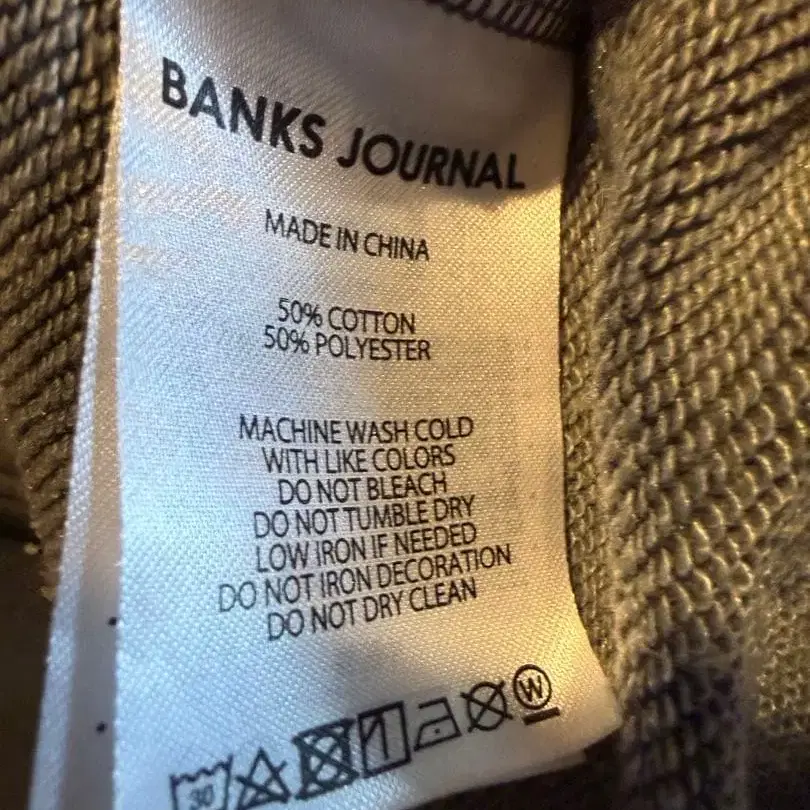 BANKS JOURNAL
MADE IN CHINA
50% COTTON
50% POLYESTER
MACHINE WASH COLD
WITH LIKE COLORS
DO NOT BLEACH
DO NOT TUMBLE DRY
LOW IRON IF NEEDED
DO NOT IRON DECORATION
DO NOT DRY CLEAN
30 W